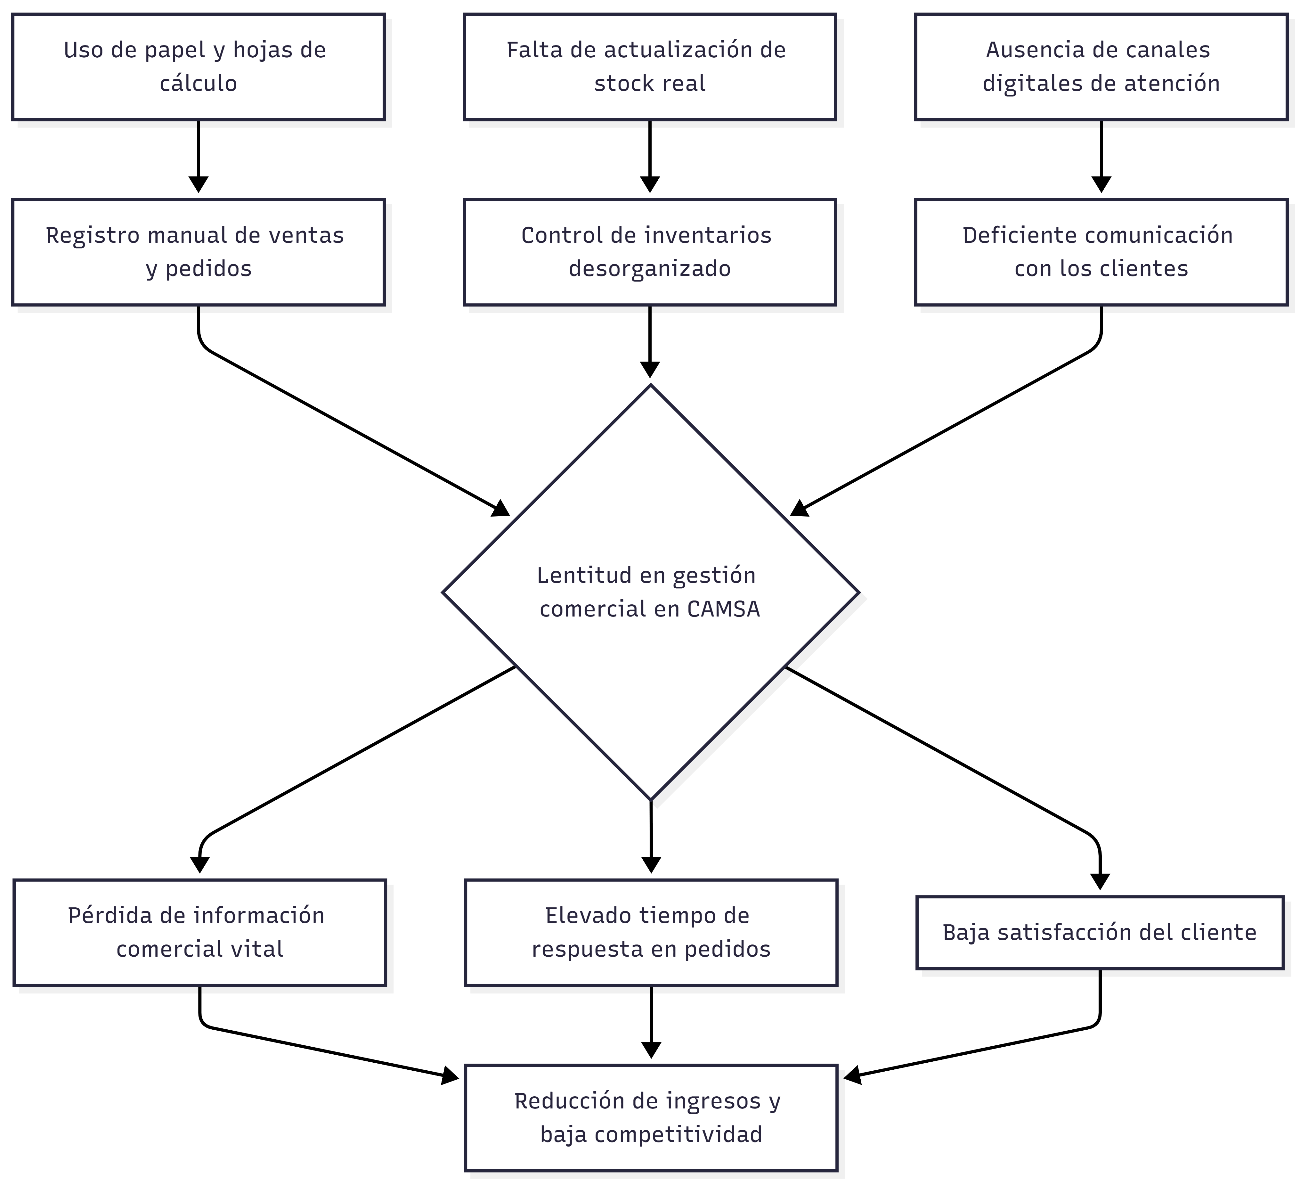 Uso de papel y hojas de
cálculo
Falta de actualización de
stock real
Ausencia de canales
digitales de atención
Registro manual de ventas
y pedidos
Control de inventarios
desorganizado
Deficiente comunicación
con los clientes
Lentitud en gestión
comercial en CAMSA
Pérdida de información
comercial vital
Elevado tiempo de
respuesta en pedidos
Baja satisfacción del cliente
Reducción de ingresos y
baja competitividad